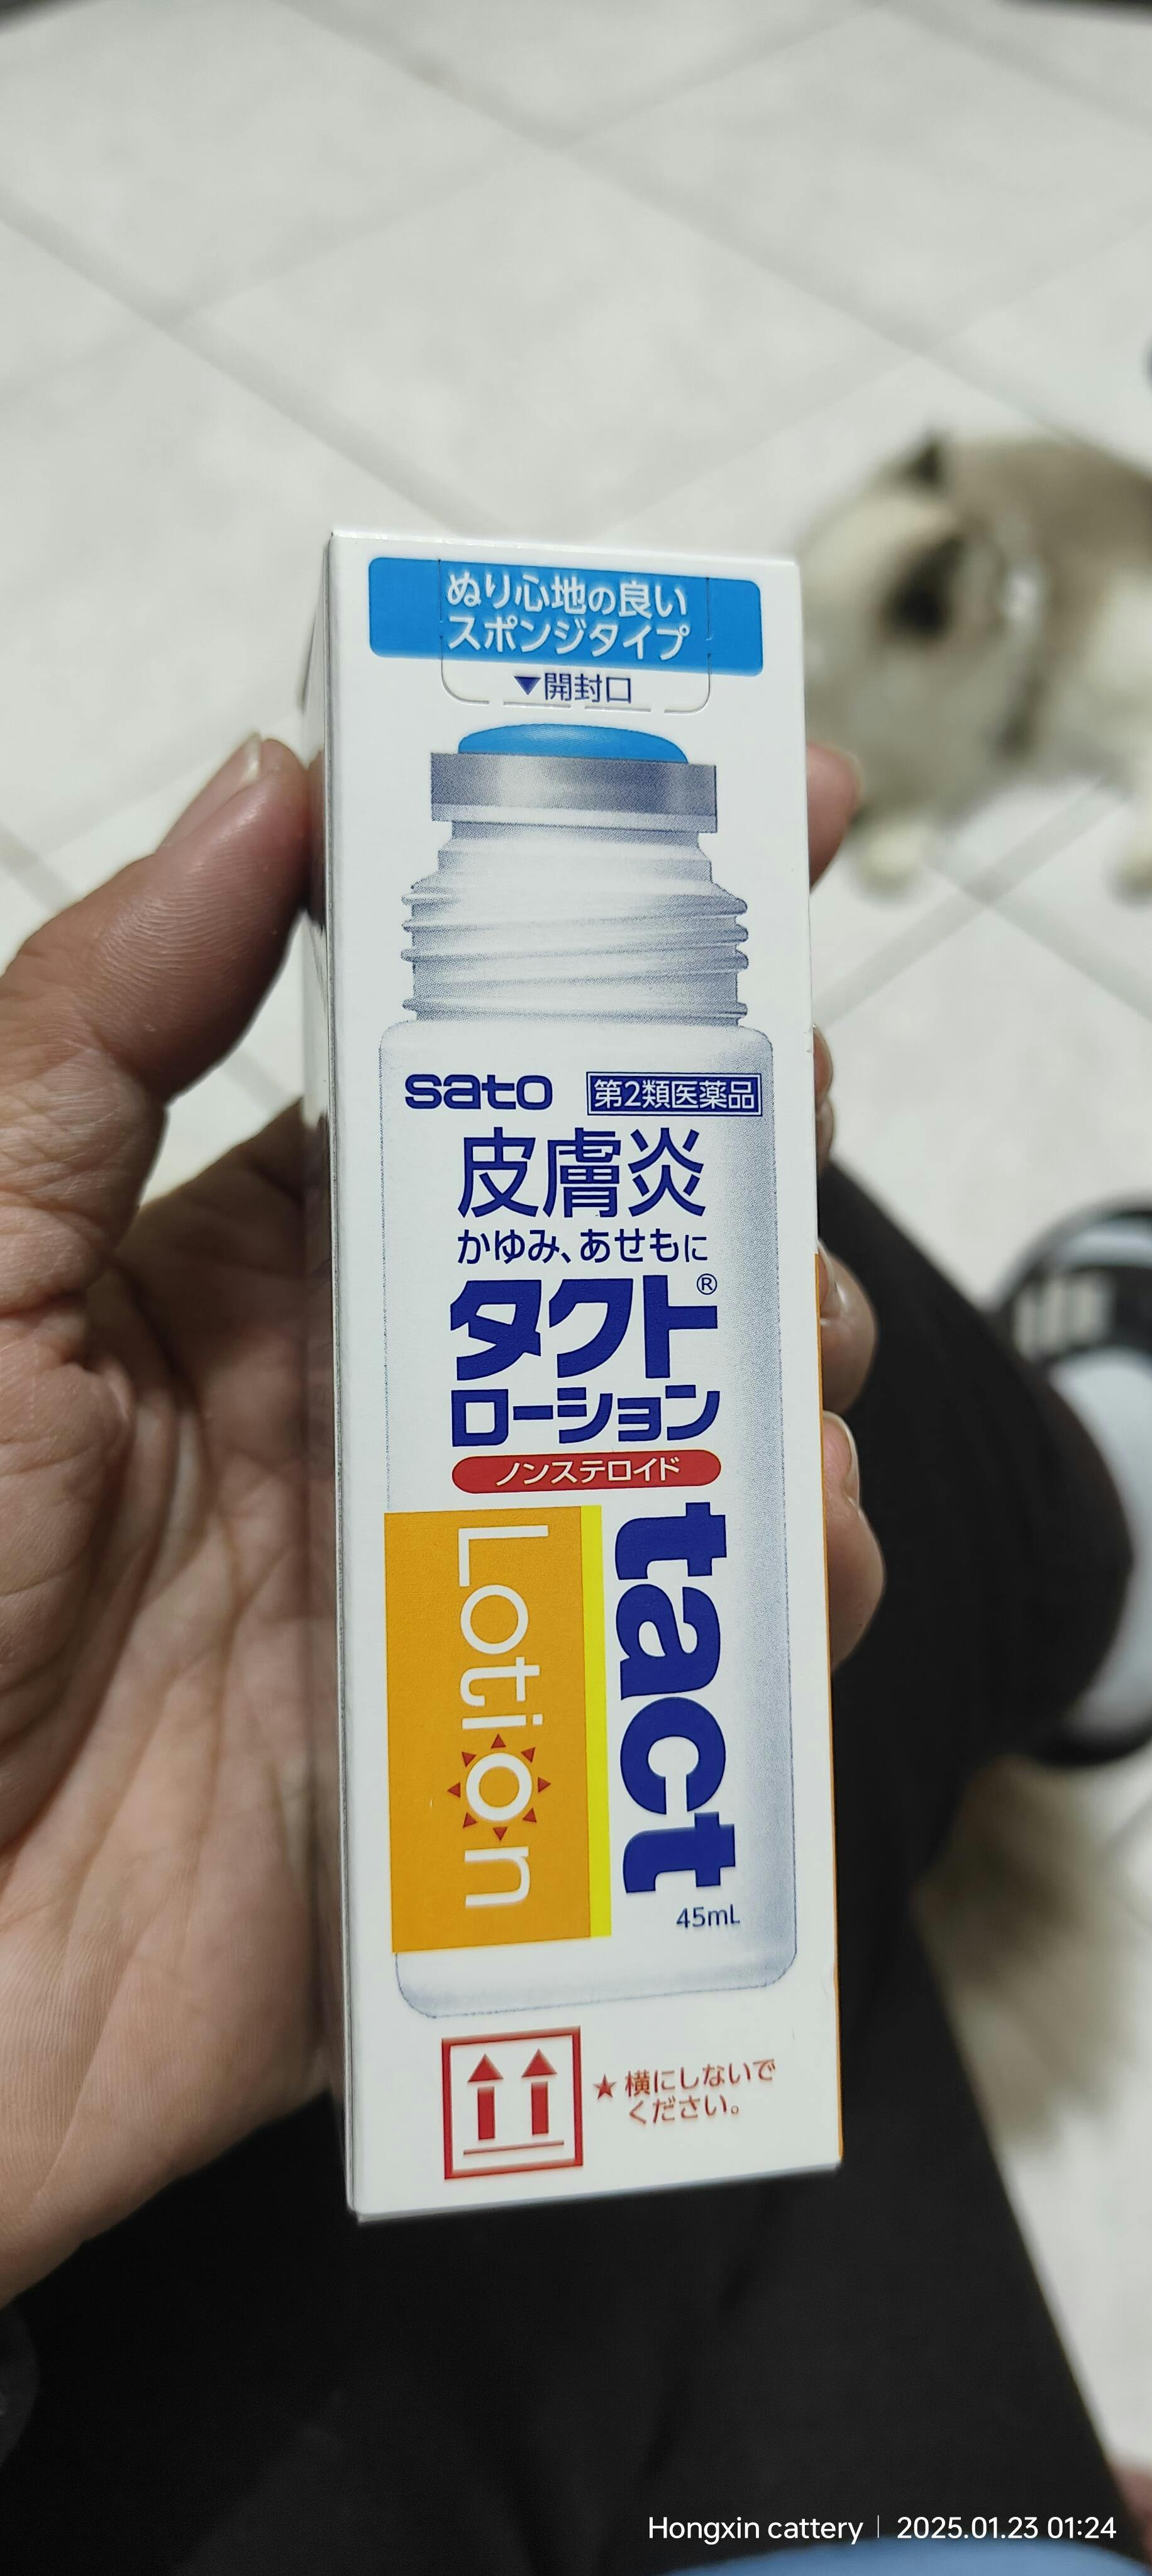 ぬり心地の良い
スポンジタイプ
▼開封口
sato 第2類医薬品
皮膚炎
かゆみ、あせもに
タクト®
ローション
ノンステロイド
tact
Lotion
45mL
★横にしないで
ください。
Hongxin cattery | 2025.01.23 01:24